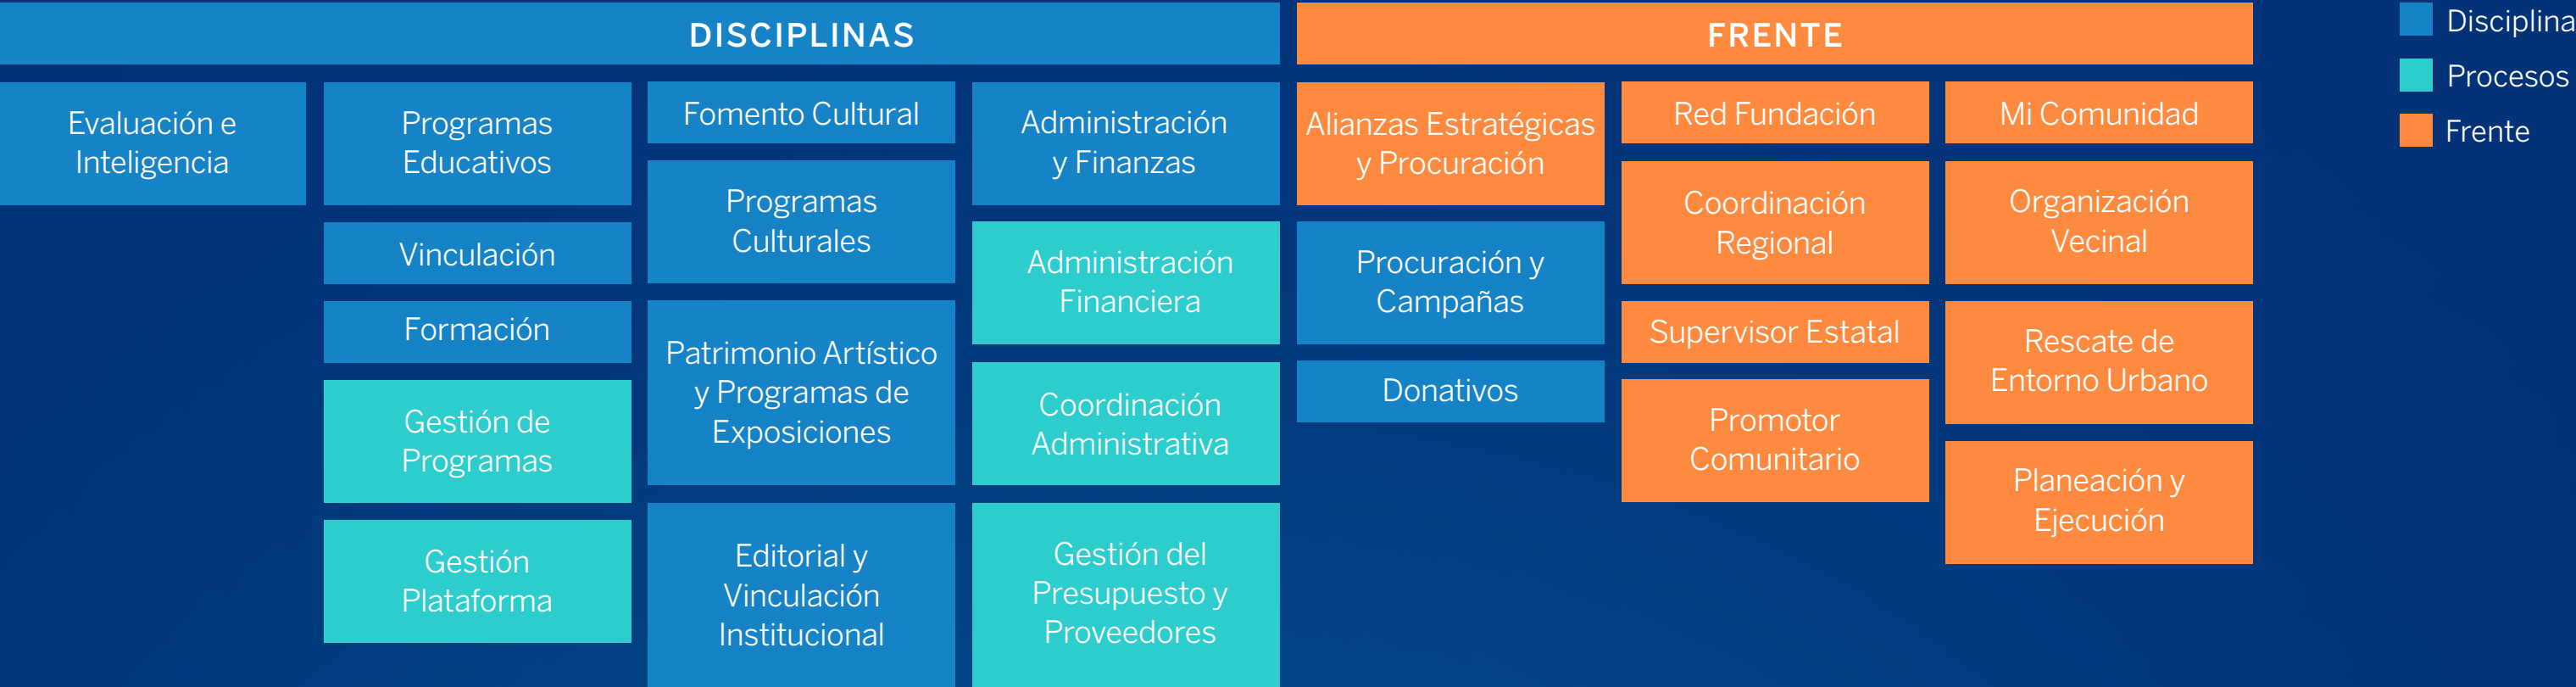 DISCIPLINAS
Evaluación e
Inteligencia
Programas
Educativos
Vinculación
Formación
Gestión de
Programas
Gestión
Plataforma
Fomento Cultural
Programas
Culturales
Patrimonio Artístico
y Programas de
Exposiciones
Editorial y
Vinculación
Institucional
Administración
y Finanzas
Administración
Financiera
Coordinación
Administrativa
Gestión del
Presupuesto y
Proveedores
FRENTE
Alianzas Estratégicas
y Procuración
Procuración y
Campañas
Donativos
Red Fundación
Coordinación
Regional
Supervisor Estatal
Promotor
Comunitario
Mi Comunidad
Organización
Vecinal
Rescate de
Entorno Urbano
Planeación y
Ejecución
Disciplina
Procesos
Frente